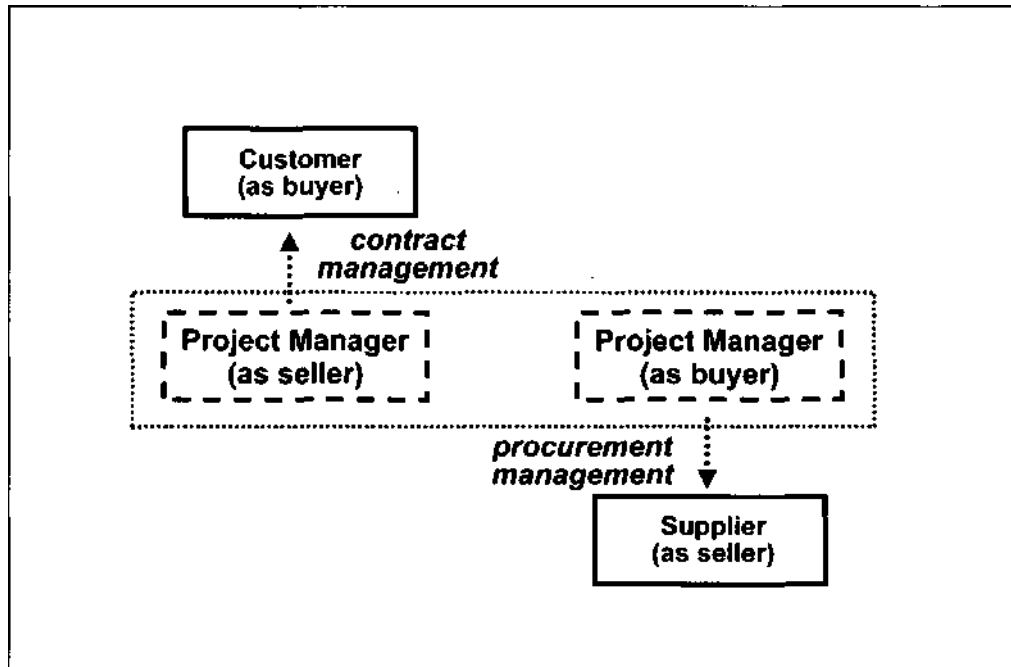 Customer
(as buyer)
contract
management
Project Manager
(as seller)
Project Manager
(as buyer)
procurement
management
Supplier
(as seller)